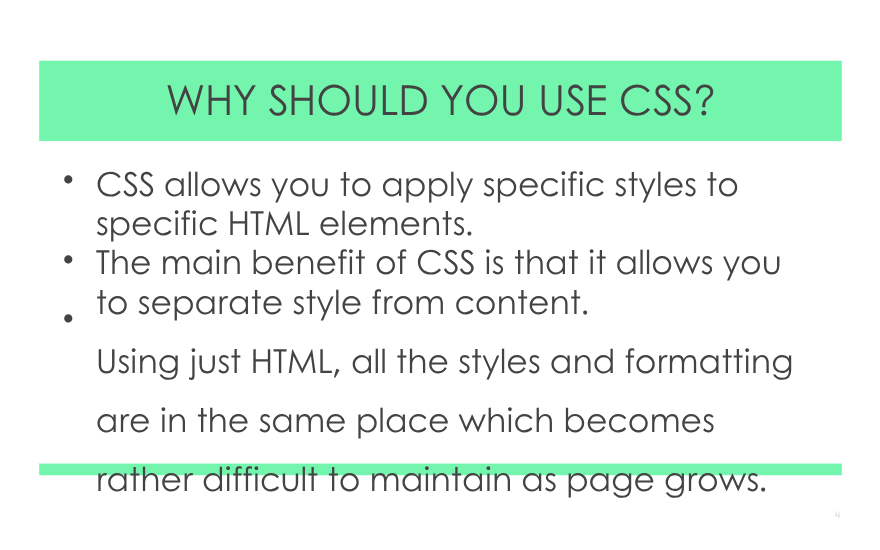 WHY SHOULD YOU USE CSS?
• CSS allows you to apply specific styles to
specific HTML elements.
• The main benefit of CSS is that it allows you
to separate style from content.
•
Using just HTML, all the styles and formatting
are in the same place which becomes
rather difficult to maintain as page grows.
4